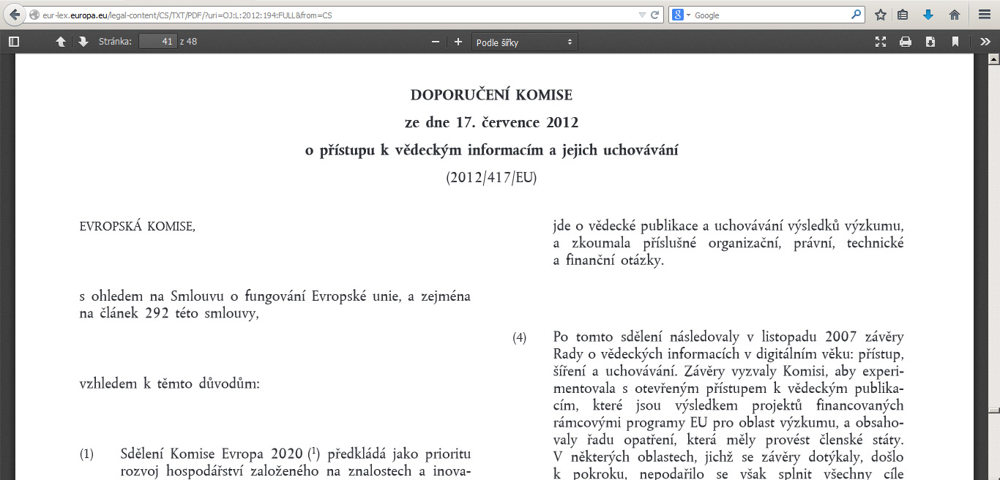 eur-lex.europa.eu/legal-content/CS/TXT/PDF/?uri=OJ:L:2012:194:FULL&from=CS
Google
Stránka: 41 z 48
Podle šířky
DOPORUČENÍ KOMISE
ze dne 17. července 2012
o přístupu k vědeckým informacím a jejich uchovávání
(2012/417/EU)
EVROPSKÁ KOMISE,
s ohledem na Smlouvu o fungování Evropské unie, a zejména
na článek 292 této smlouvy,
vzhledem k těmto důvodům:
(1) Sdělení Komise Evropa 2020 (1) předkládá jako prioritu
rozvoj hospodářství založeného na znalostech a inova-
jde o vědecké publikace a uchovávání výsledků výzkumu,
a zkoumala příslušné organizační, právní, technické
a finanční otázky.
(4) Po tomto sdělení následovaly v listopadu 2007 závěry
Rady o vědeckých informacích v digitálním věku: přístup,
šíření a uchovávání. Závěry vyzvaly Komisi, aby experi-
mentovala s otevřeným přístupem k vědeckým publika-
cím, které jsou výsledkem projektů financovaných
rámcovými programy EU pro oblast výzkumu, a obsaho-
valy řadu opatření, která měly provést členské státy.
V některých oblastech, jichž se závěry dotýkaly, došlo
k pokroku, nepodařilo se však splnit všechny cíle